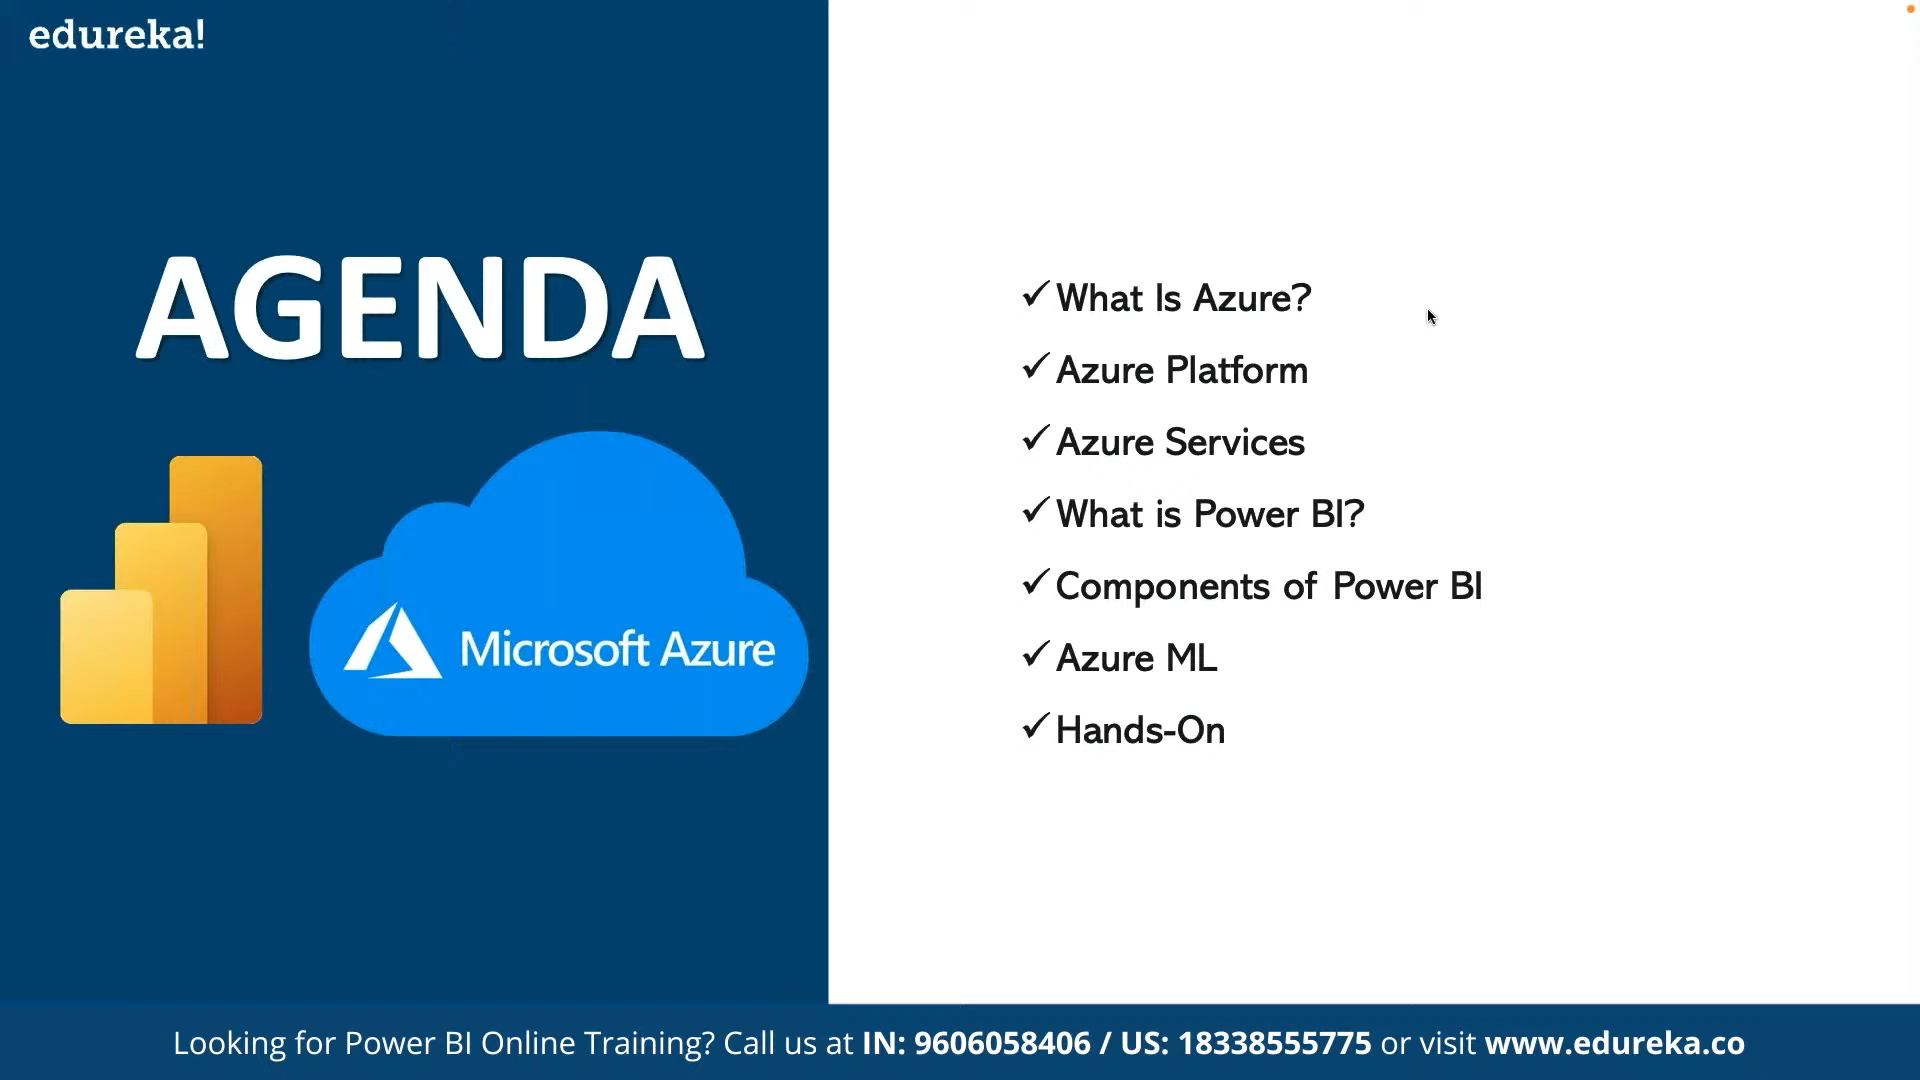 edureka!
AGENDA
Microsoft Azure
What Is Azure?
Azure Platform
Azure Services
What is Power BI?
Components of Power BI
Azure ML
Hands-On
Looking for Power BI Online Training? Call us at IN: 9606058406 / US: 18338555775 or visit www.edureka.co